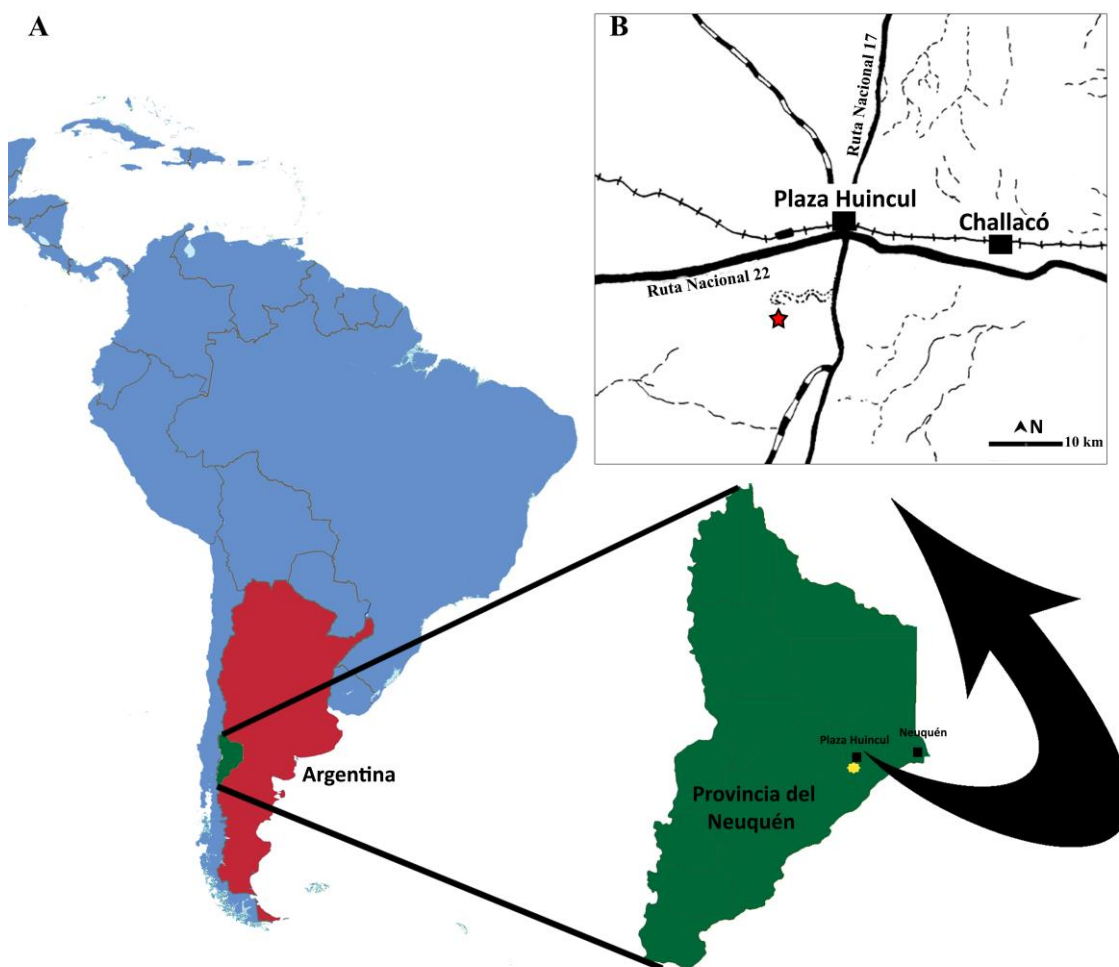 A
B
Ruta Nacional 17
Plaza Huincul
Challacó
Ruta Nacional 22
N
10 km
Argentina
Plaza Huincul
Neuquén
Provincia del
Neuquén